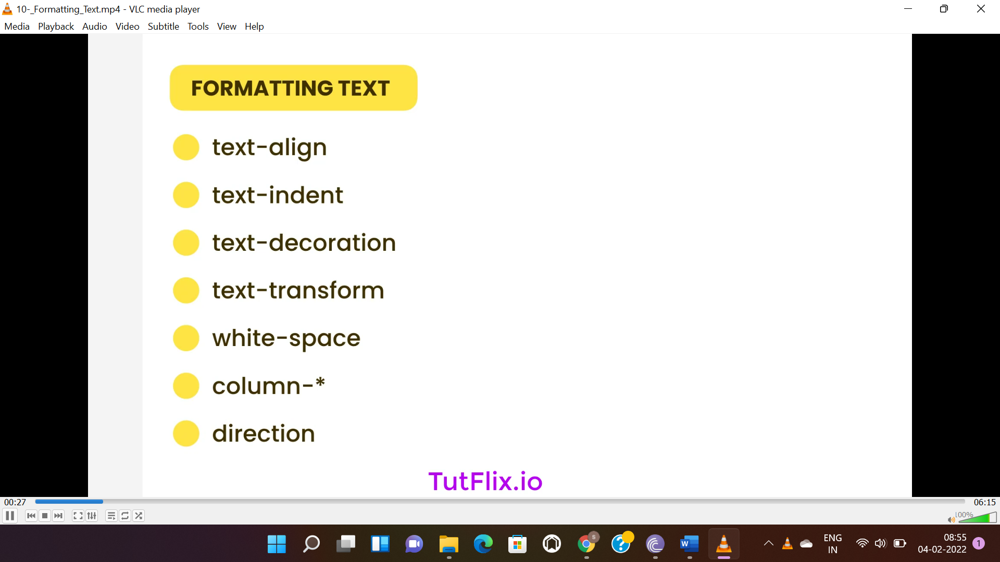 10-_Formatting_Text.mp4 - VLC media player
Media Playback Audio Video Subtitle Tools View Help
FORMATTING TEXT
text-align
text-indent
text-decoration
text-transform
white-space
column-*
direction
TutFlix.io
00:27
06:15
100%
ENG
IN
08:55
04-02-2022
1